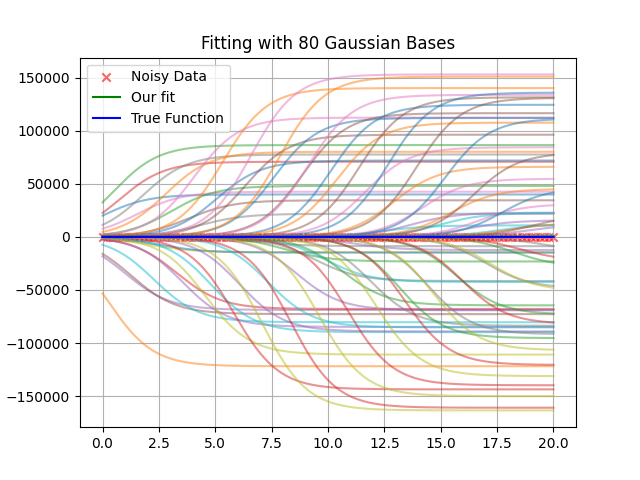 Fitting with 80 Gaussian Bases
Noisy Data
Our fit
True Function
150000
100000
50000
0
−50000
−100000
−150000
0.0 2.5 5.0 7.5 10.0 12.5 15.0 17.5 20.0